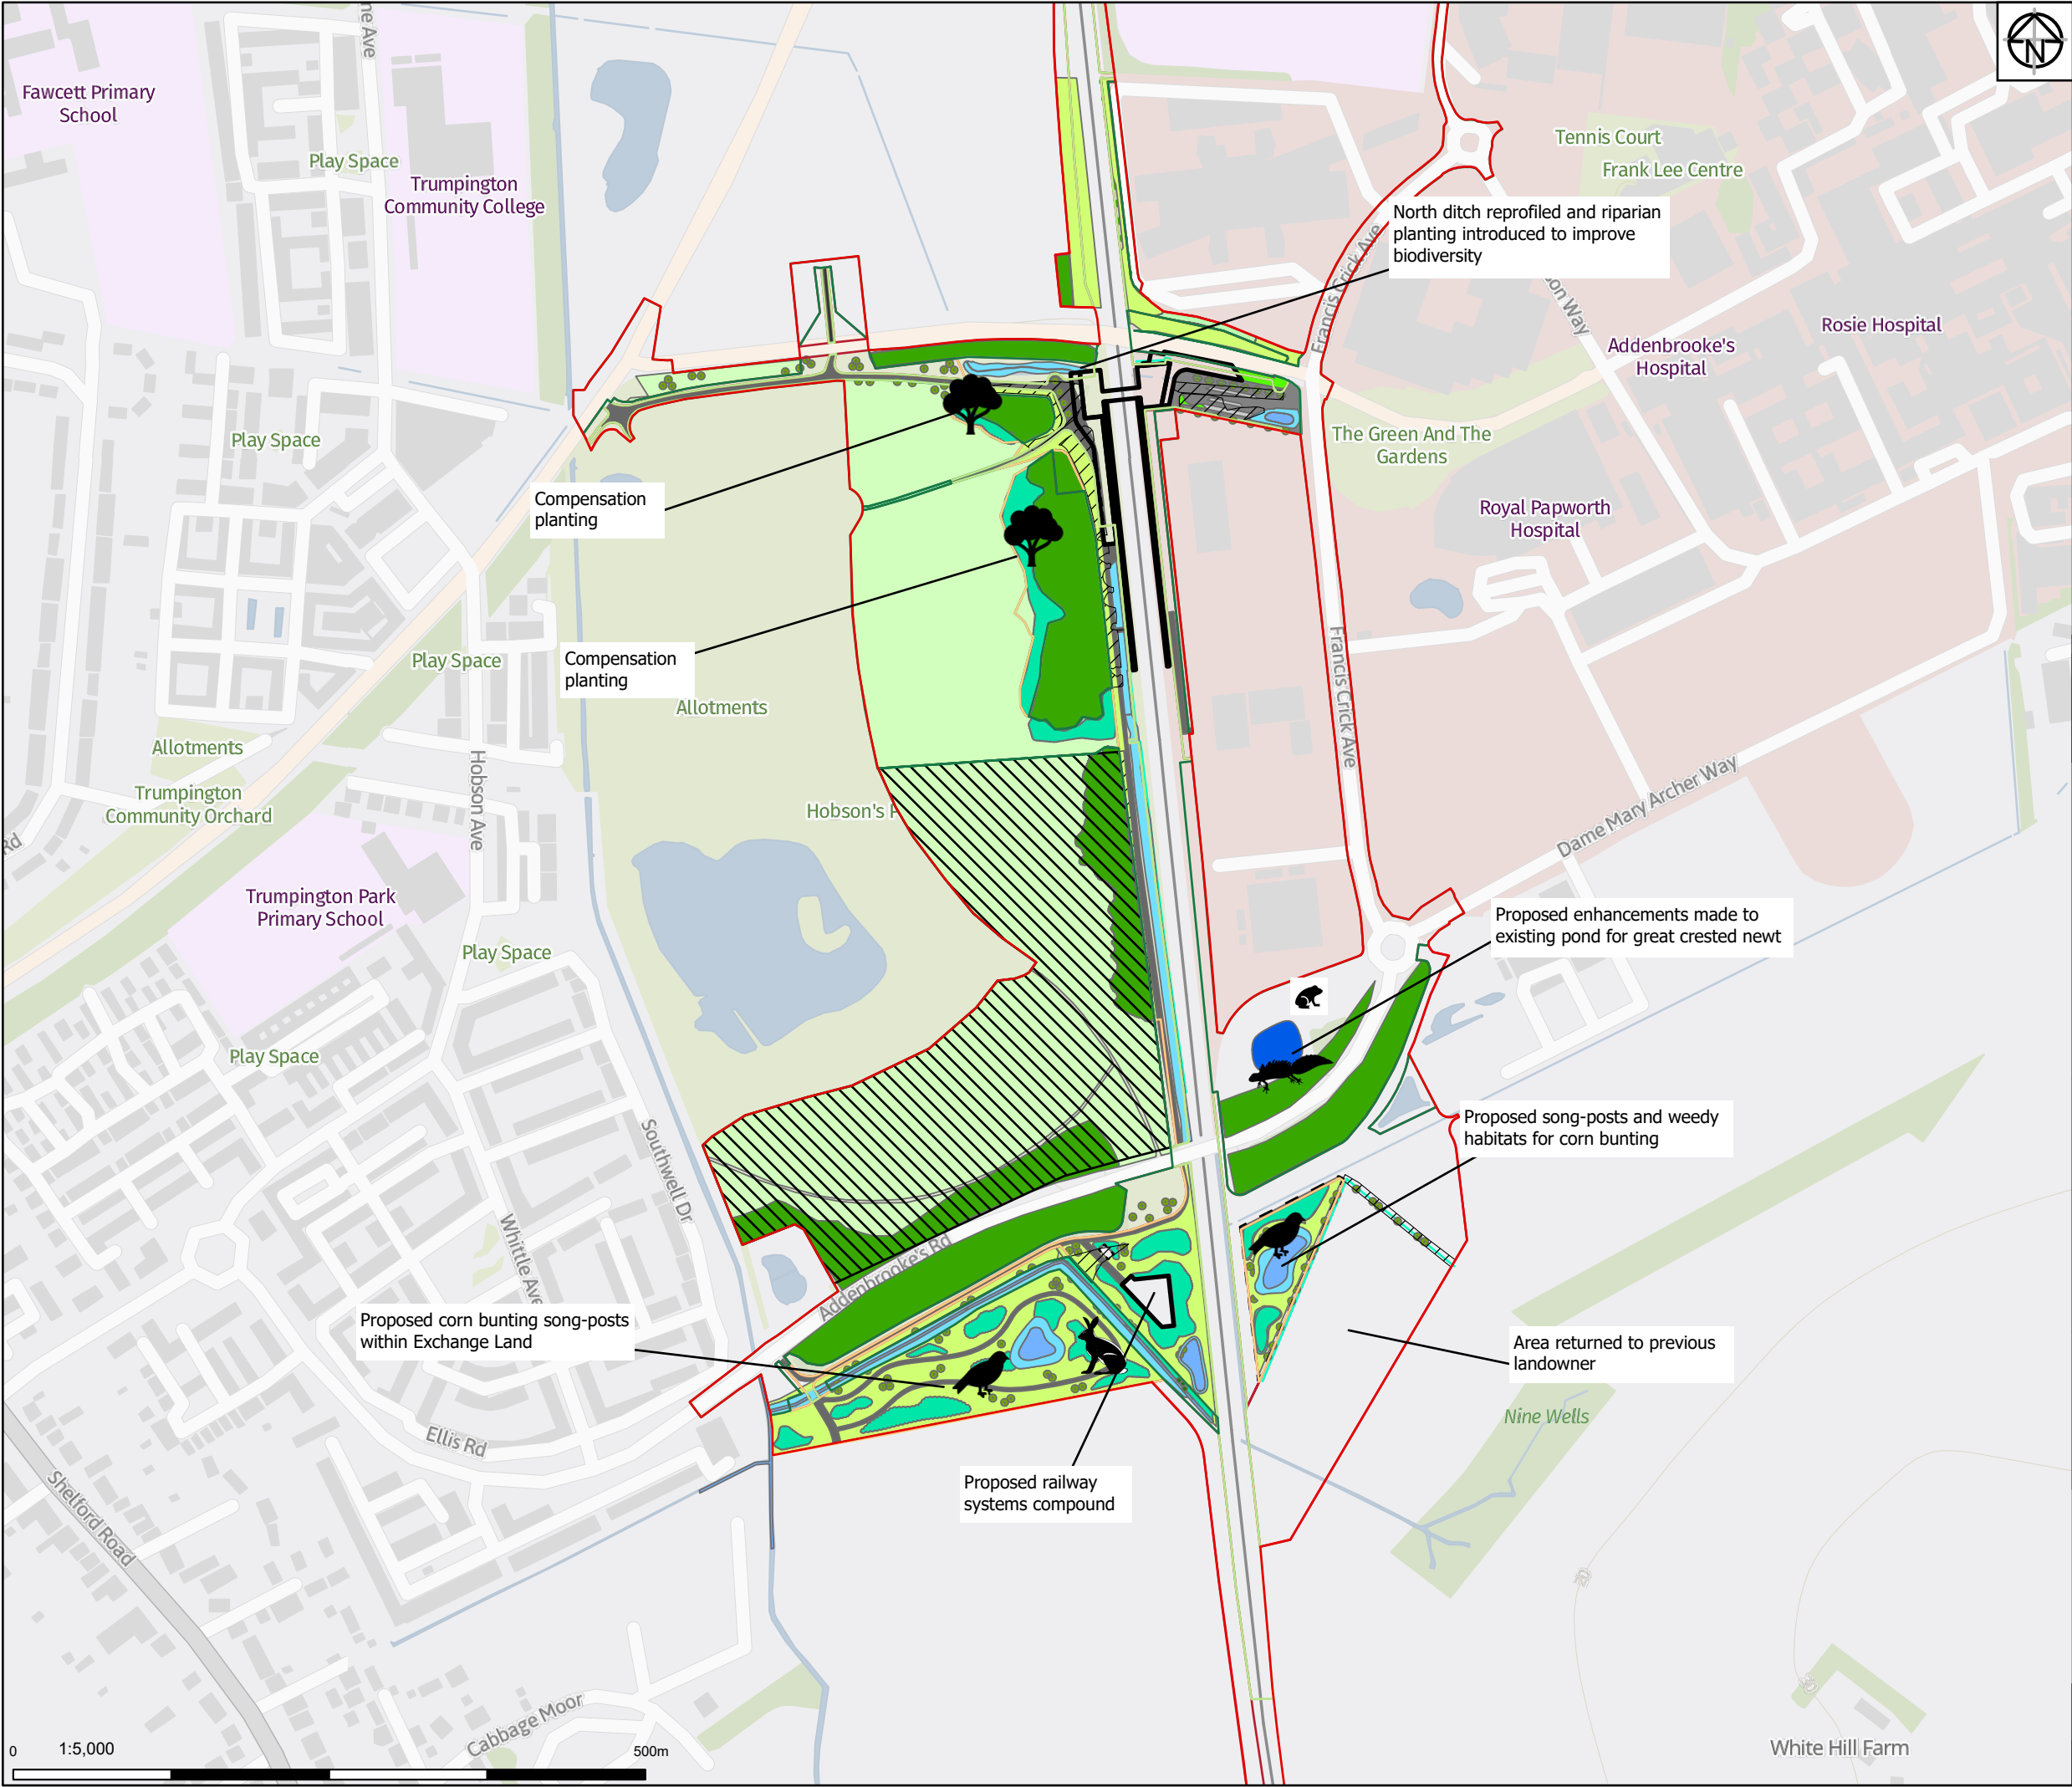 ne Ave
N
Fawcett Primary
School
Play Space
Trumpington
Community College
Tennis Court
Frank Lee Centre
North ditch reprofiled and riparian
planting introduced to improve
biodiversity
Francis Crick Ave
son Way
Rosie Hospital
Addenbrooke's
Hospital
Play Space
The Green And The
Gardens
Compensation
planting
Royal Papworth
Hospital
Compensation
planting
Play Space
Allotments
Francis Crick Ave
Allotments
Trumpington
Community Orchard
Hobson Ave
Hobson's P
Dame Mary Archer Way
Rd
Trumpington Park
Primary School
Play Space
Proposed enhancements made to
existing pond for great crested newt
Play Space
Southwell Dr
Proposed song-posts and weedy
habitats for corn bunting
Whittle Ave
Addenbrooke's Rd
Proposed corn bunting song-posts
within Exchange Land
Area returned to previous
landowner
Nine Wells
Ellis Rd
Shelford Road
Proposed railway
systems compound
Cabbage Moor
White Hill Farm
0 1:5,000 500m